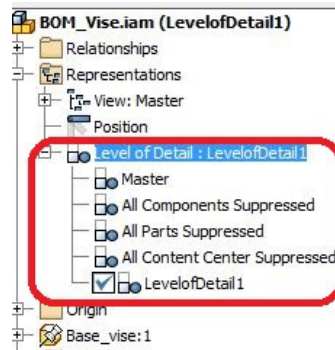 BOM_Vise.iam (LevelofDetail1)
Relationships
Representations
View: Master
Position
Level of Detail : LevelofDetail1
Master
All Components Suppressed
All Parts Suppressed
All Content Center Suppressed
LevelofDetail1
Origin
Base_vise:1